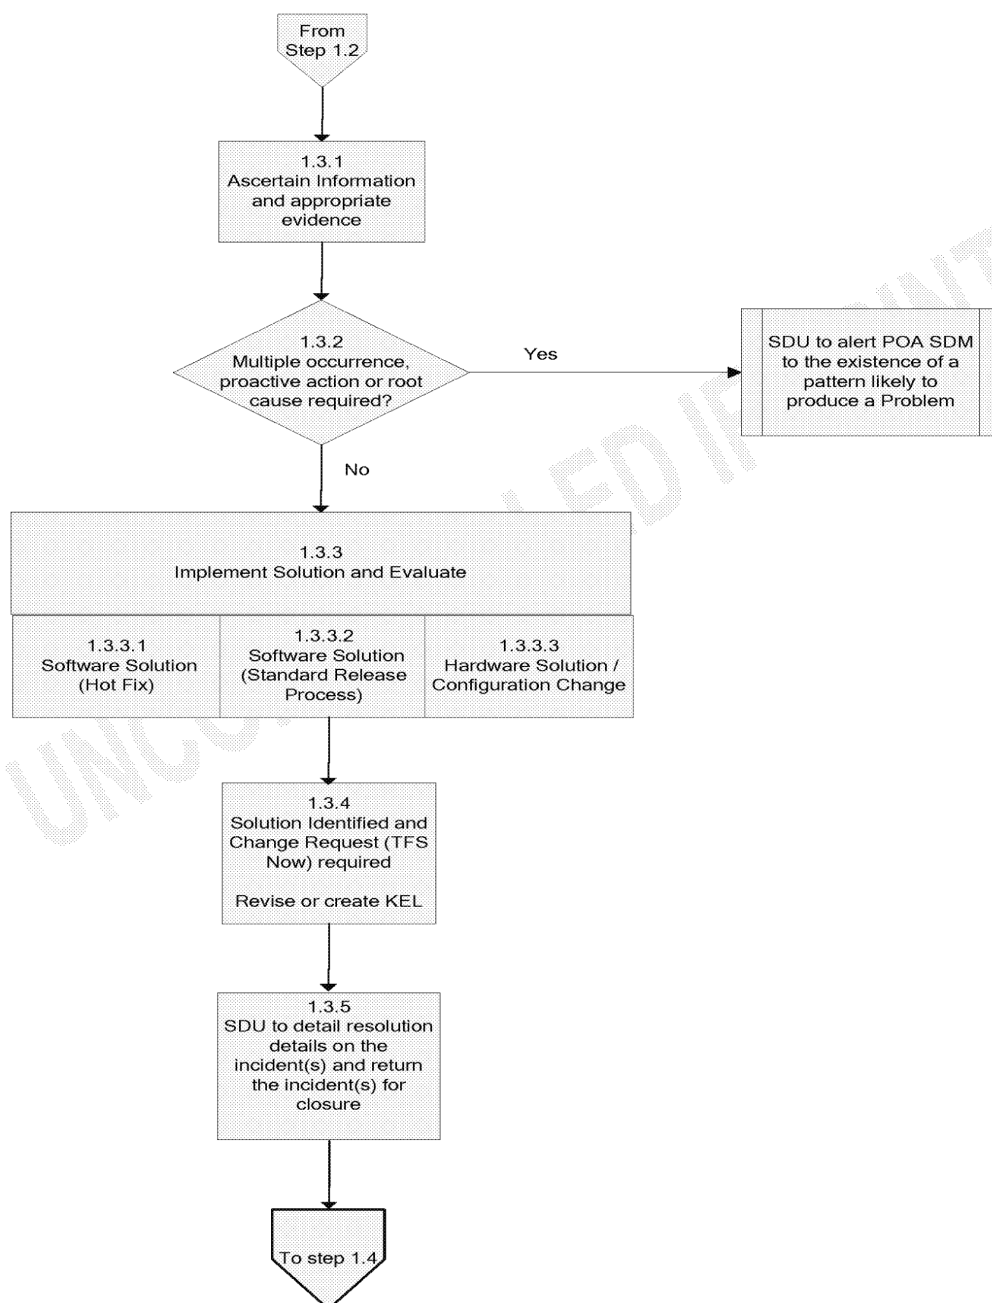 From
Step 1.2
1.3.1
Ascertain Information
and appropriate
evidence
1.3.2
Multiple occurrence,
proactive action or root
cause required?
Yes
SDU to alert POA SDM
to the existence of a
pattern likely to
produce a Problem
No
1.3.3
Implement Solution and Evaluate
1.3.3.1
Software Solution
(Hot Fix)
1.3.3.2
Software Solution
(Standard Release
Process)
1.3.3.3
Hardware Solution /
Configuration Change
1.3.4
Solution Identified and
Change Request (TFS
Now) required
Revise or create KEL
1.3.5
SDU to detail resolution
details on the
incident(s) and return
the incident(s) for
closure
To step 1.4